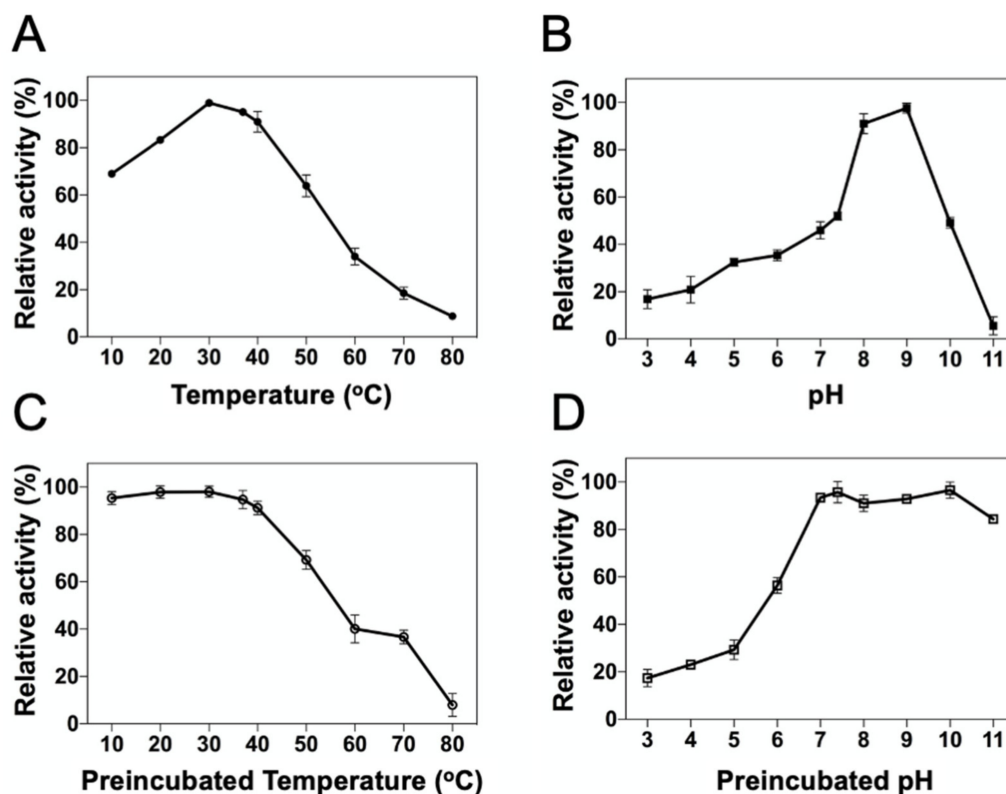 A
Relative activity (%)
100
80
60
40
20
0
10 20 30 40 50 60 70 80
Temperature (oC)
B
Relative activity (%)
100
80
60
40
20
0
3 4 5 6 7 8 9 10 11
pH
C
Relative activity (%)
100
80
60
40
20
0
10 20 30 40 50 60 70 80
Preincubated Temperature (oC)
D
Relative activity (%)
100
80
60
40
20
0
3 4 5 6 7 8 9 10 11
Preincubated pH